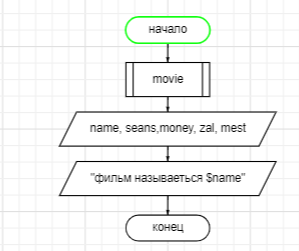 начало
movie
name, seans,money, zal, mest
"фильм называеться $name"
конец